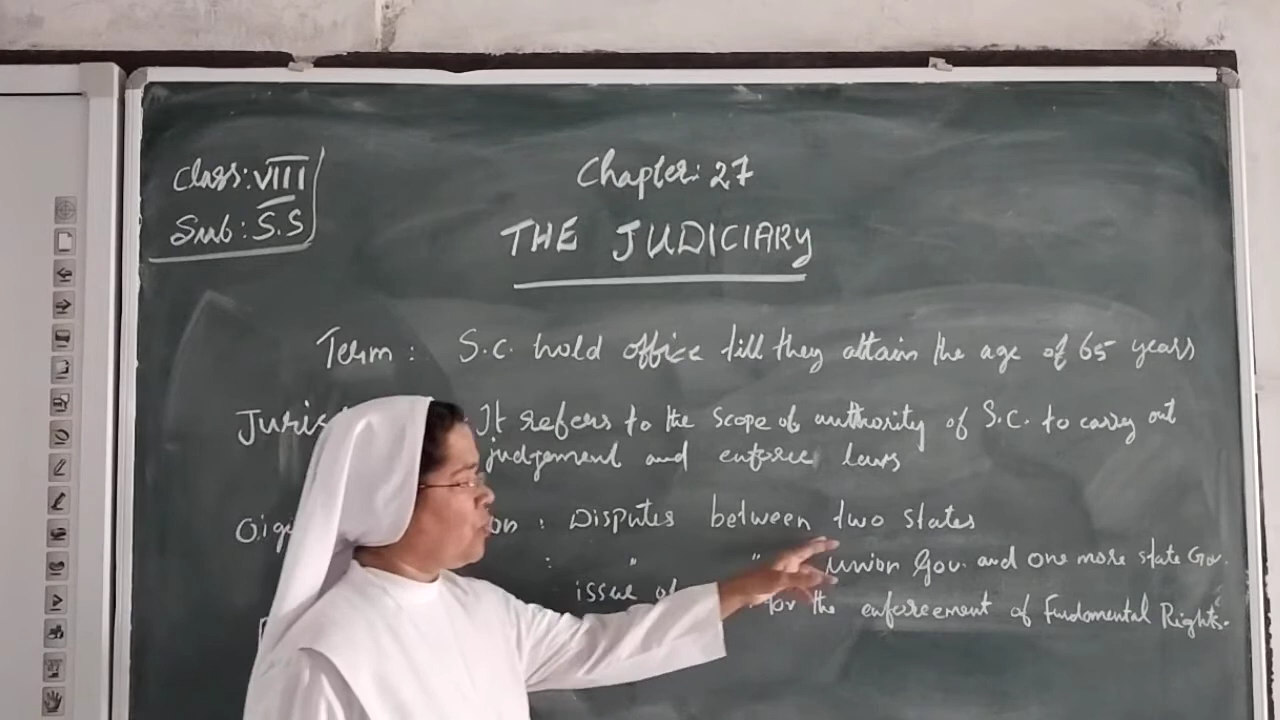 Class: VIII
Sub: S.S
Chapter: 27
THE JUDICIARY
Term: S.C. hold office till they attain the age of 65 years
It refers to the scope of authority of S.C. to carry out
judgement and enforce laws
: Disputes between two states
: " " union Gov. and one more state Gov.
issue of for the enforcement of Fundomental Rights.